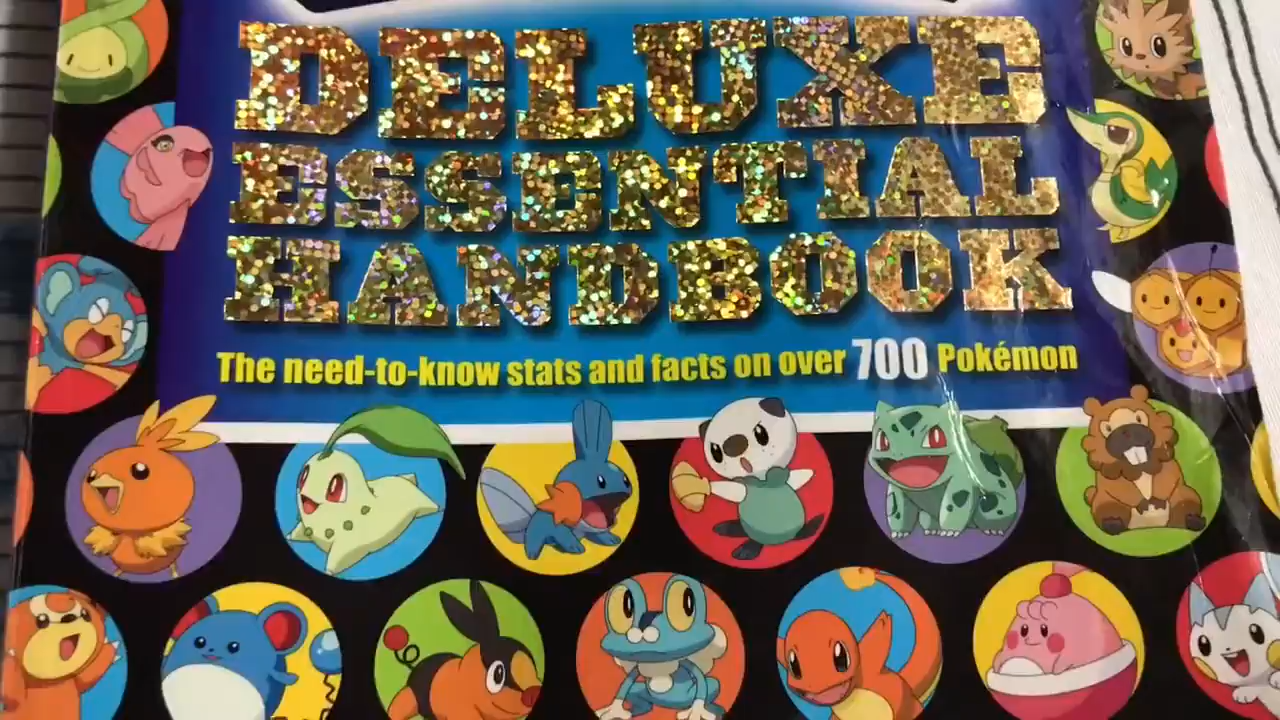 DELUXE
ESSENTIAL
HANDBOOK
The need-to-know stats and facts on over 700 Pokémon